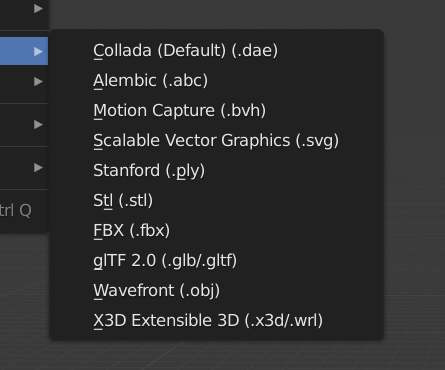 Collada (Default) (.dae)
Alembic (.abc)
Motion Capture (.bvh)
Scalable Vector Graphics (.svg)
Stanford (.ply)
Stl (.stl)
trl Q
FBX (.fbx)
glTF 2.0 (.glb/.gltf)
Wavefront (.obj)
X3D Extensible 3D (.x3d/.wrl)